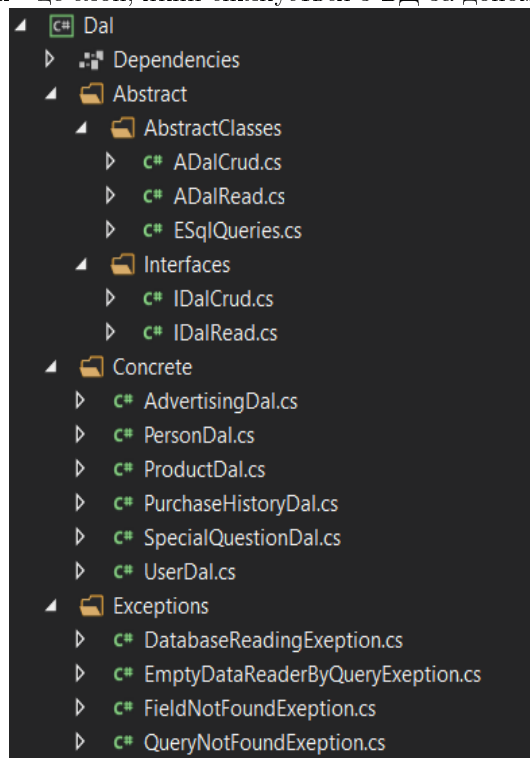 C# Dal
Dependencies
Abstract
AbstractClasses
C# ADalCrud.cs
C# ADalRead.cs
C# ESqlQueries.cs
Interfaces
C# IDalCrud.cs
C# IDalRead.cs
Concrete
C# AdvertisingDal.cs
C# PersonDal.cs
C# ProductDal.cs
C# PurchaseHistoryDal.cs
C# SpecialQuestionDal.cs
C# UserDal.cs
Exceptions
C# DatabaseReadingExeption.cs
C# EmptyDataReaderByQueryExeption.cs
C# FieldNotFoundExeption.cs
C# QueryNotFoundExeption.cs